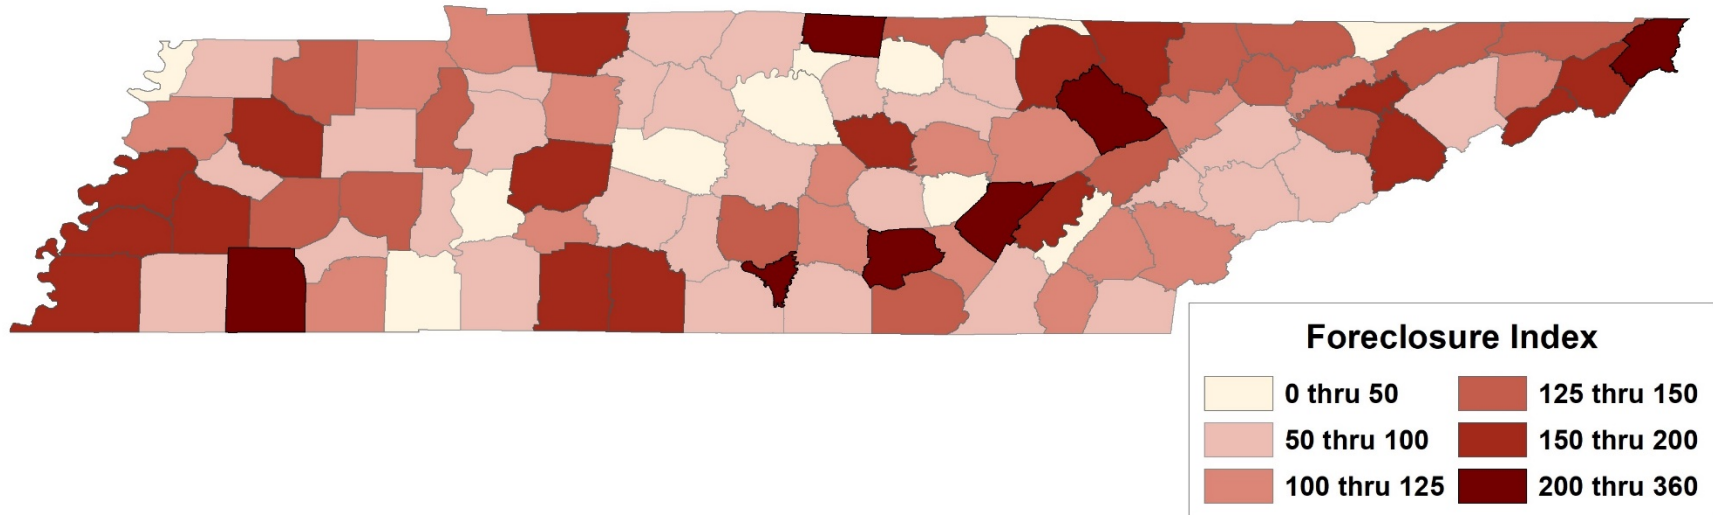 Foreclosure Index
0 thru 50
125 thru 150
50 thru 100
150 thru 200
100 thru 125
200 thru 360